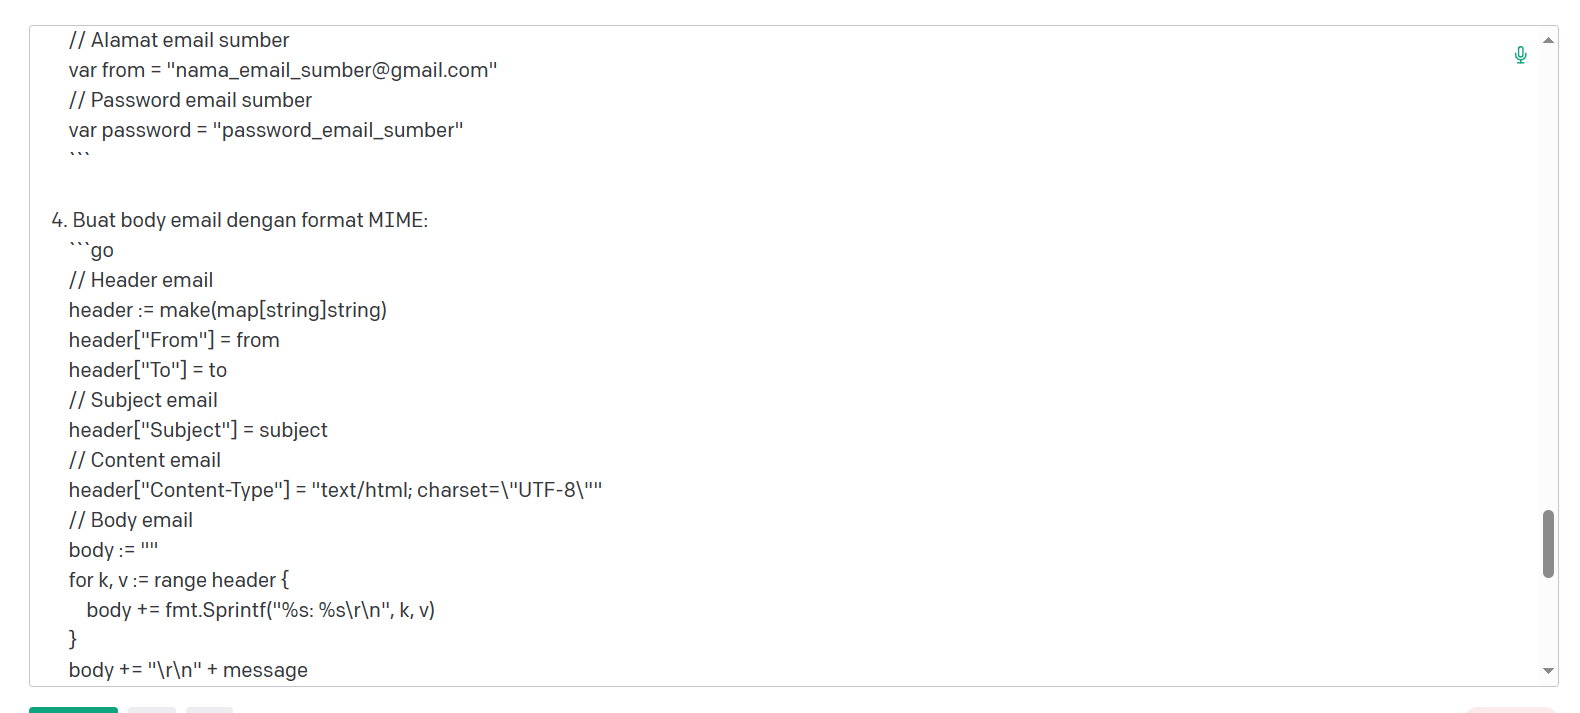 // Alamat email sumber
var from = "nama_email_sumber@gmail.com"
// Password email sumber
var password = "password_email_sumber"
```
4. Buat body email dengan format MIME:
```go
// Header email
header := make(map[string]string)
header["From"] = from
header["To"] = to
// Subject email
header["Subject"] = subject
// Content email
header["Content-Type"] = "text/html; charset=\"UTF-8\""
// Body email
body := ""
for k, v := range header {
body += fmt.Sprintf("%s: %s\r\n", k, v)
}
body += "\r\n" + message